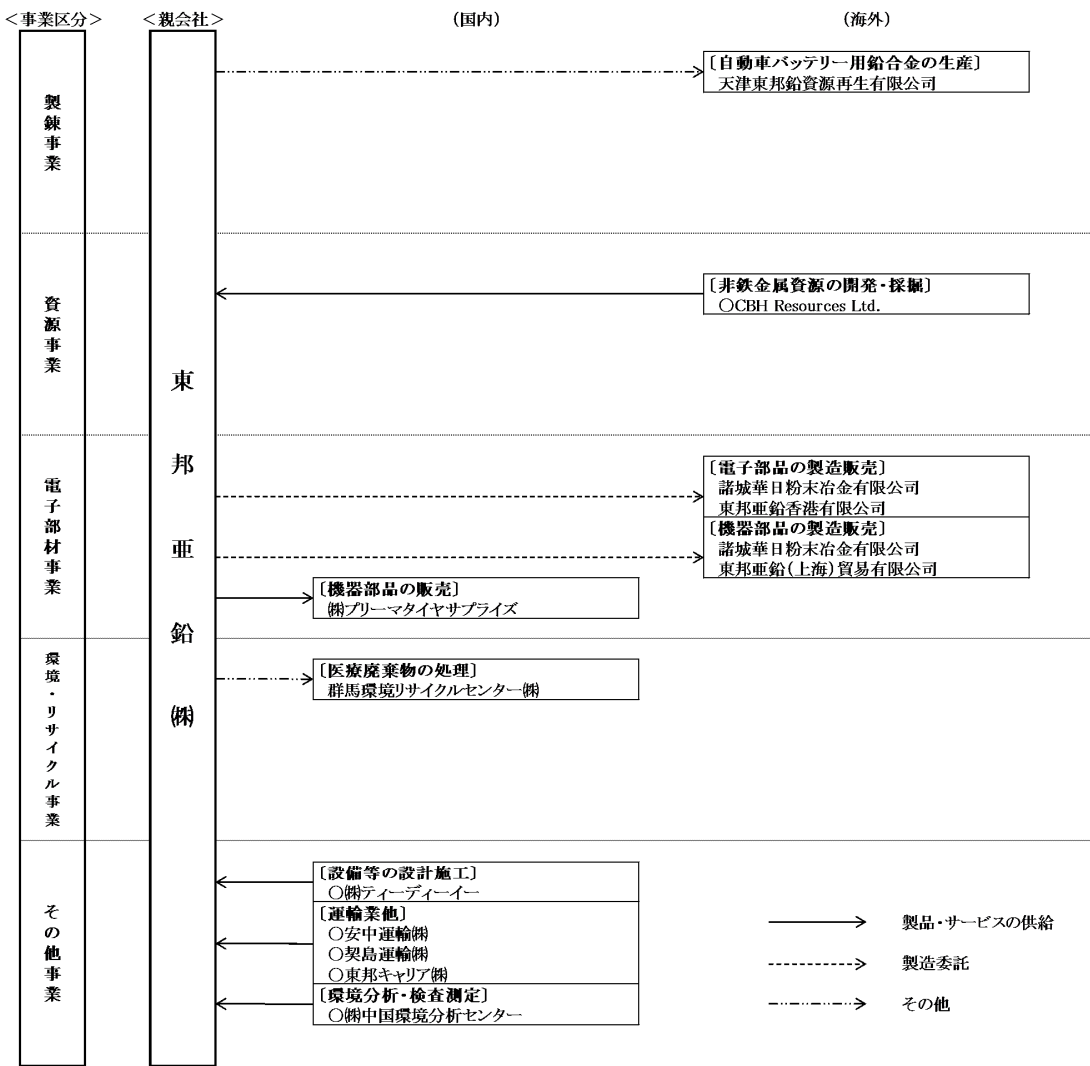 ＜事業区分＞
＜親会社＞
(国内)
(海外)
製錬事業
〔自動車バッテリー用鉛合金の生産〕
天津東邦鉛資源再生有限公司
資源事業
〔非鉄金属資源の開発・採掘〕
○CBH Resources Ltd.
東邦亜鉛㈱
電子部材事業
〔電子部品の製造販売〕
諸城華日粉末冶金有限公司
東邦亜鉛香港有限公司
〔機器部品の製造販売〕
諸城華日粉末冶金有限公司
東邦亜鉛(上海)貿易有限公司
〔機器部品の販売〕
㈱プリーマタイヤサプライズ
環境・リサイクル事業
〔医療廃棄物の処理〕
群馬環境リサイクルセンター㈱
その他事業
〔設備等の設計施工〕
○㈱ティーディーイー
〔運輸業他〕
○安中運輸㈱
○契島運輸㈱
○東邦キャリア㈱
〔環境分析・検査測定〕
○㈱中国環境分析センター
製品・サービスの供給
製造委託
その他